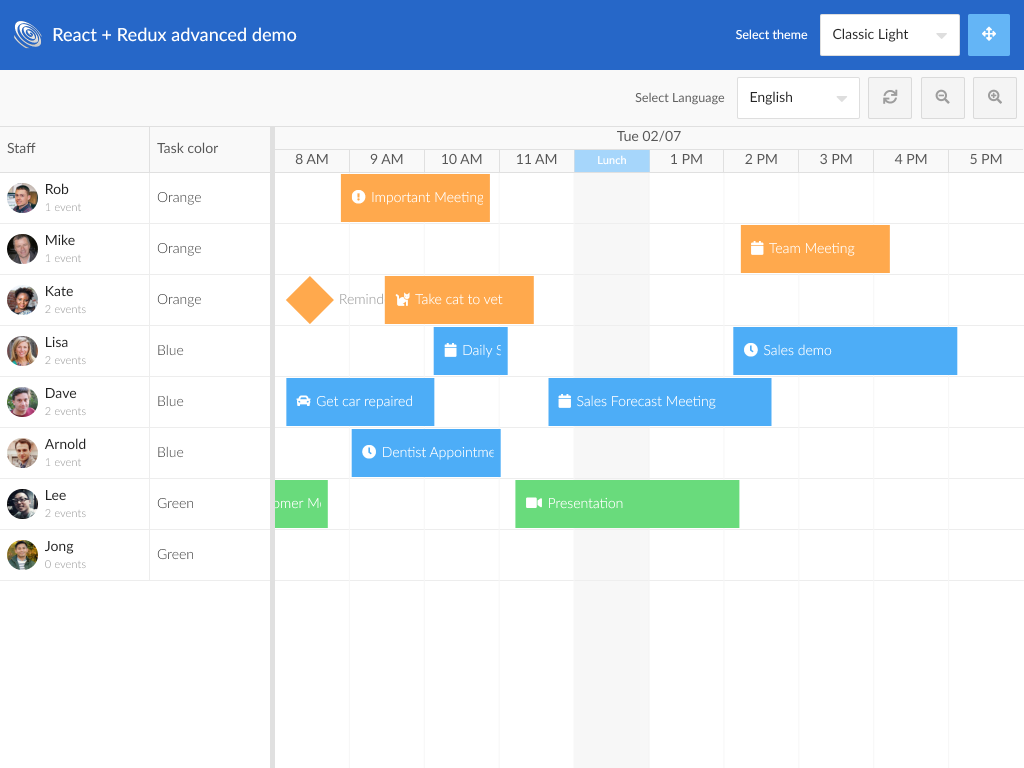 React + Redux advanced demo
Select theme
Classic Light
Select Language
English
Staff
Task color
Tue 02/07
8 AM
9 AM
10 AM
11 AM
Lunch
1 PM
2 PM
3 PM
4 PM
5 PM
Rob
1 event
Orange
Important Meeting
Mike
1 event
Orange
Team Meeting
Kate
2 events
Orange
Remind
Take cat to vet
Lisa
2 events
Blue
Daily
Sales demo
Dave
2 events
Blue
Get car repaired
Sales Forecast Meeting
Arnold
1 event
Blue
Dentist Appointme
Lee
2 events
Green
omer M
Presentation
Jong
0 events
Green